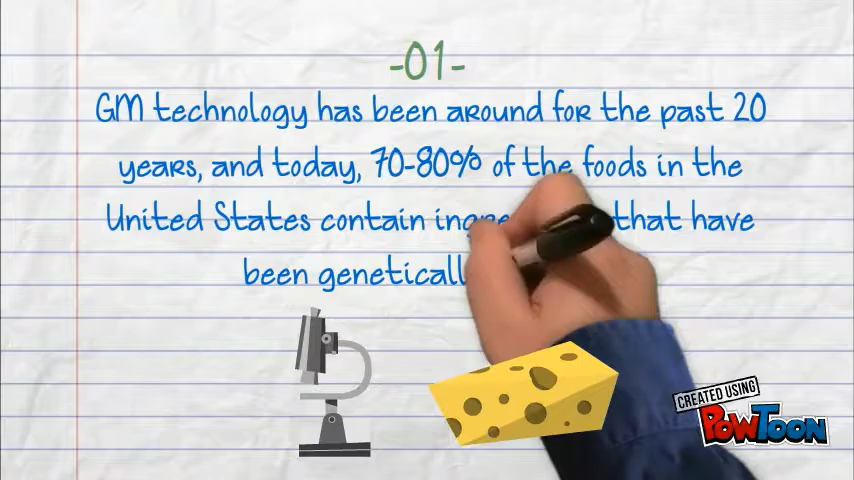 -01-
GM technology has been around for the past 20
years, and today, 70-80% of the foods in the
United States contain that have
been
CREATED USING
POWTOON